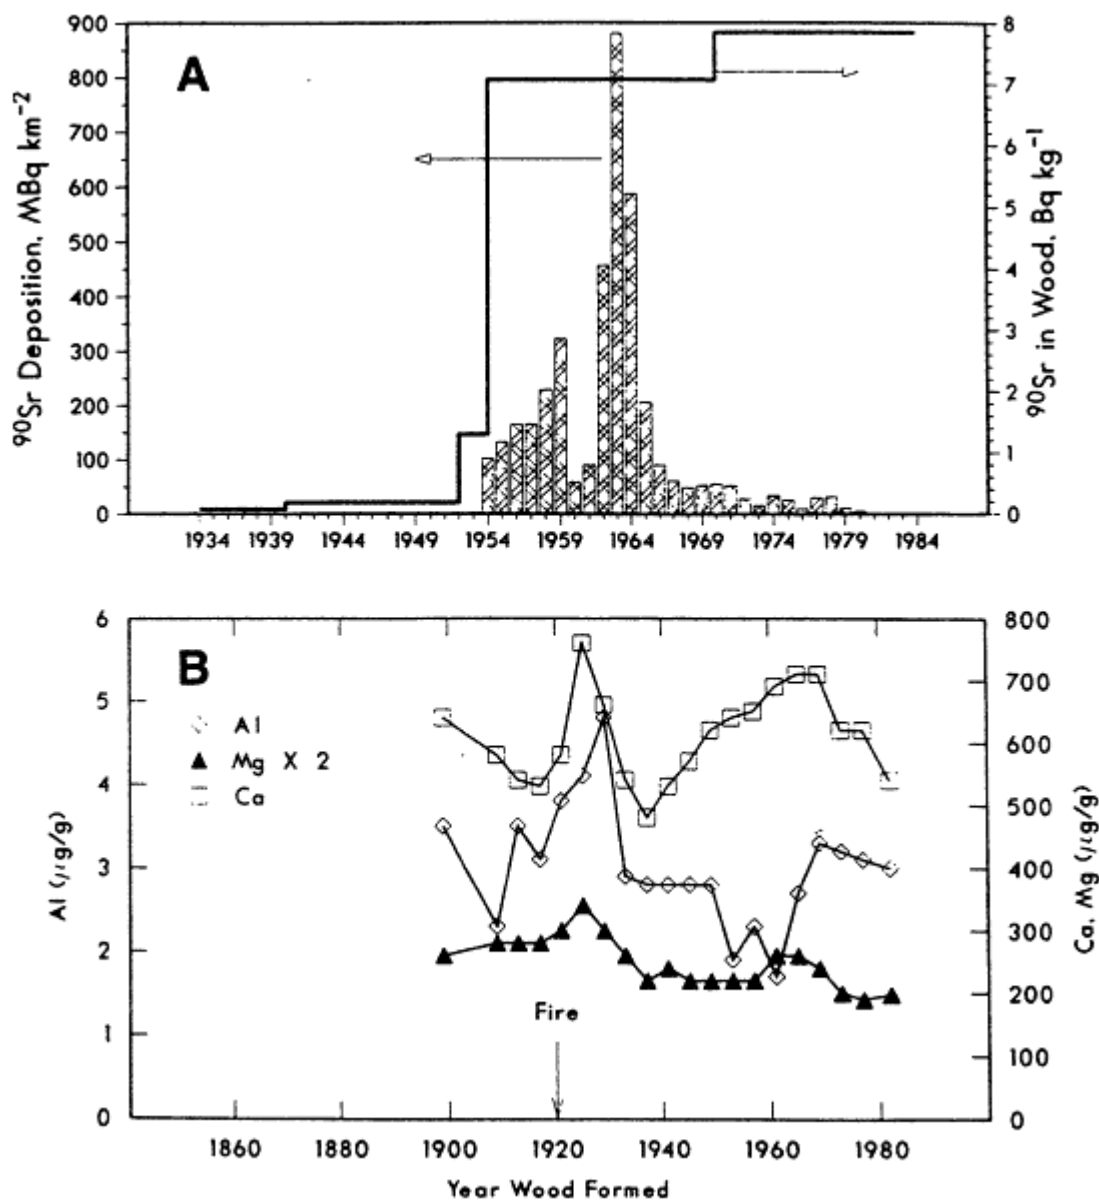 A
⁹⁰Sr Deposition, MBq km⁻²
900
800
700
600
500
400
300
200
100
0
8
7
6
5
4
3
2
1
0
⁹⁰Sr in Wood, Bq kg⁻¹
1934 1939 1944 1949 1954 1959 1964 1969 1974 1979 1984
B
Al
Mg X 2
Ca
Al (μg/g)
6
5
4
3
2
1
0
800
700
600
500
400
300
200
100
0
Ca, Mg (μg/g)
Fire
1860 1880 1900 1920 1940 1960 1980
Year Wood Formed